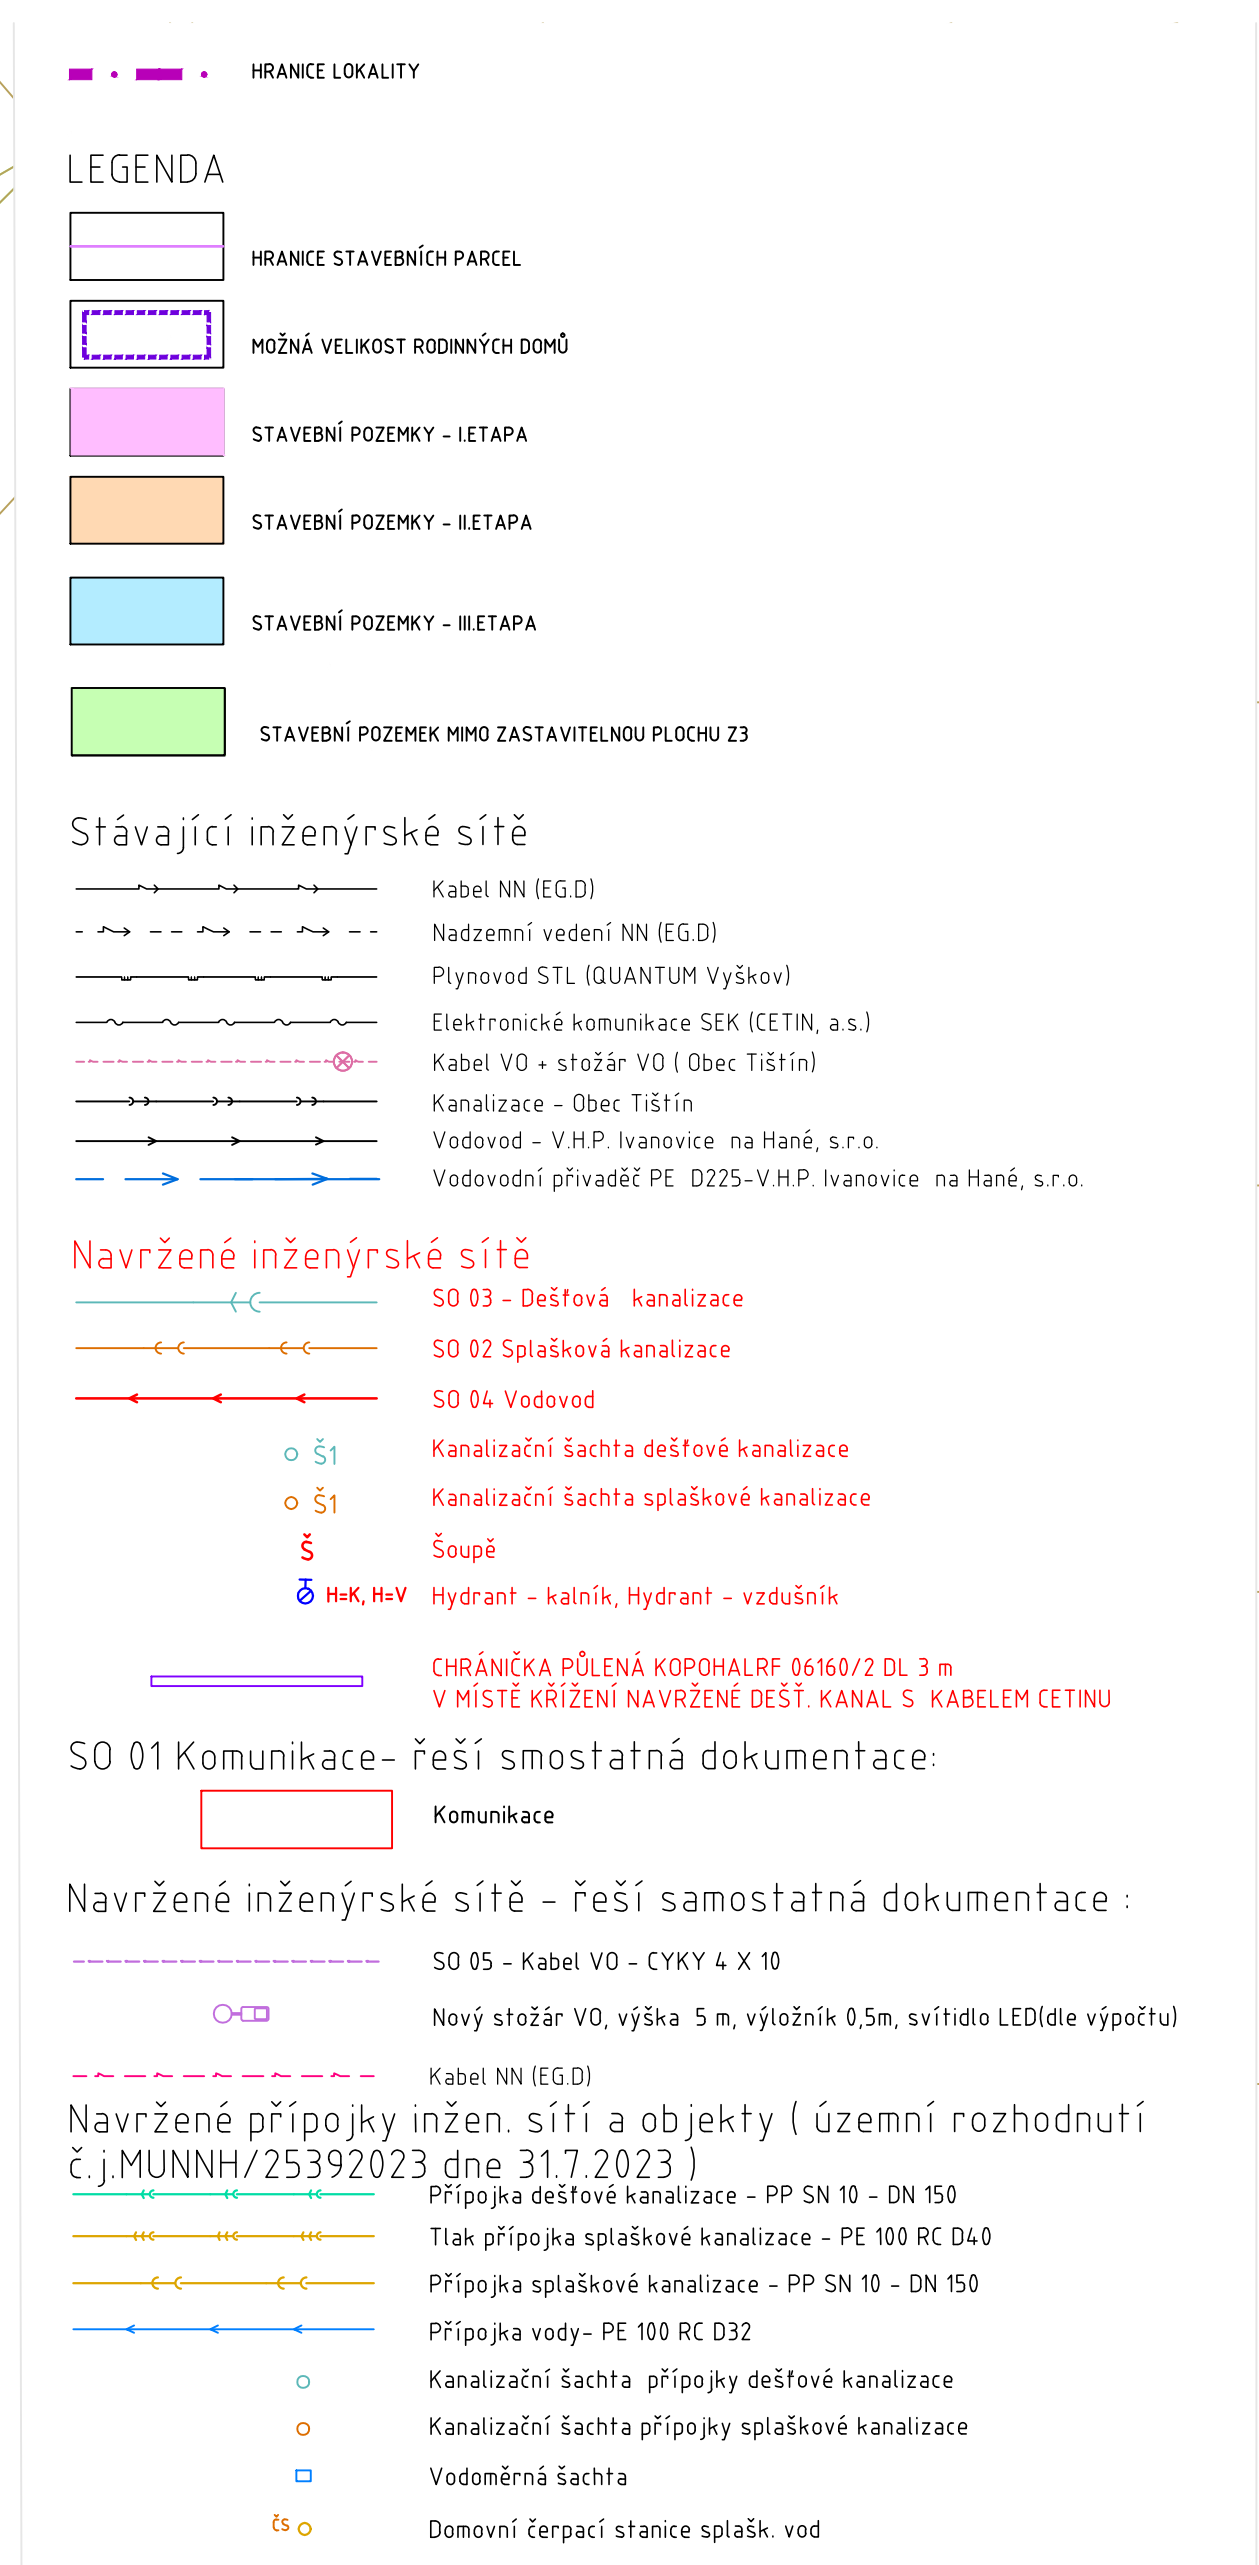 HRANICE LOKALITY
LEGENDA
HRANICE STAVEBNÍCH PARCEL
MOŽNÁ VELIKOST RODINNÝCH DOMŮ
STAVEBNÍ POZEMKY - I.ETAPA
STAVEBNÍ POZEMKY - II.ETAPA
STAVEBNÍ POZEMKY - III.ETAPA
STAVEBNÍ POZEMEK MIMO ZASTAVITELNOU PLOCHU Z3
Stávající inženýrské sítě
Kabel NN (EG.D)
Nadzemní vedení NN (EG.D)
Plynovod STL (QUANTUM Vyškov)
Elektronické komunikace SEK (CETIN, a.s.)
Kabel VO + stožár VO ( Obec Tištín)
Kanalizace - Obec Tištín
Vodovod - V.H.P. Ivanovice na Hané, s.r.o.
Vodovodní přivaděč PE D225-V.H.P. Ivanovice na Hané, s.r.o.
Navržené inženýrské sítě
SO 03 - Dešťová kanalizace
SO 02 Splašková kanalizace
SO 04 Vodovod
Š1 Kanalizační šachta dešťové kanalizace
Š1 Kanalizační šachta splaškové kanalizace
Š Šoupě
H=K, H=V Hydrant - kalník, Hydrant - vzdušník
CHRÁNIČKA PŮLENÁ KOPOHALRF 06160/2 DL 3 m
V MÍSTĚ KŘÍŽENÍ NAVRŽENÉ DEŠŤ. KANAL S KABELEM CETINU
SO 01 Komunikace- řeší smostatná dokumentace:
Komunikace
Navržené inženýrské sítě - řeší samostatná dokumentace :
SO 05 - Kabel VO - CYKY 4 X 10
Nový stožár VO, výška 5 m, výložník 0,5m, svítidlo LED(dle výpočtu)
Kabel NN (EG.D)
Navržené přípojky inžen. sítí a objekty ( územní rozhodnutí
č.j.MUNNH/25392023 dne 31.7.2023 )
Přípojka dešťové kanalizace - PP SN 10 - DN 150
Tlak přípojka splaškové kanalizace - PE 100 RC D40
Přípojka splaškové kanalizace - PP SN 10 - DN 150
Přípojka vody- PE 100 RC D32
Kanalizační šachta přípojky dešťové kanalizace
Kanalizační šachta přípojky splaškové kanalizace
Vodoměrná šachta
ČS Domovní čerpací stanice splašk. vod